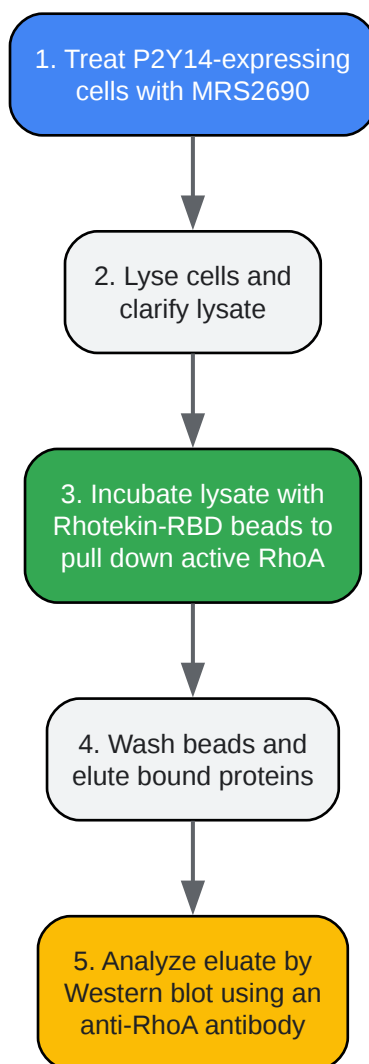 1. Treat P2Y14-expressing
cells with MRS2690
2. Lyse cells and
clarify lysate
3. Incubate lysate with
Rhotekin-RBD beads to
pull down active RhoA
4. Wash beads and
elute bound proteins
5. Analyze eluate by
Western blot using an
anti-RhoA antibody